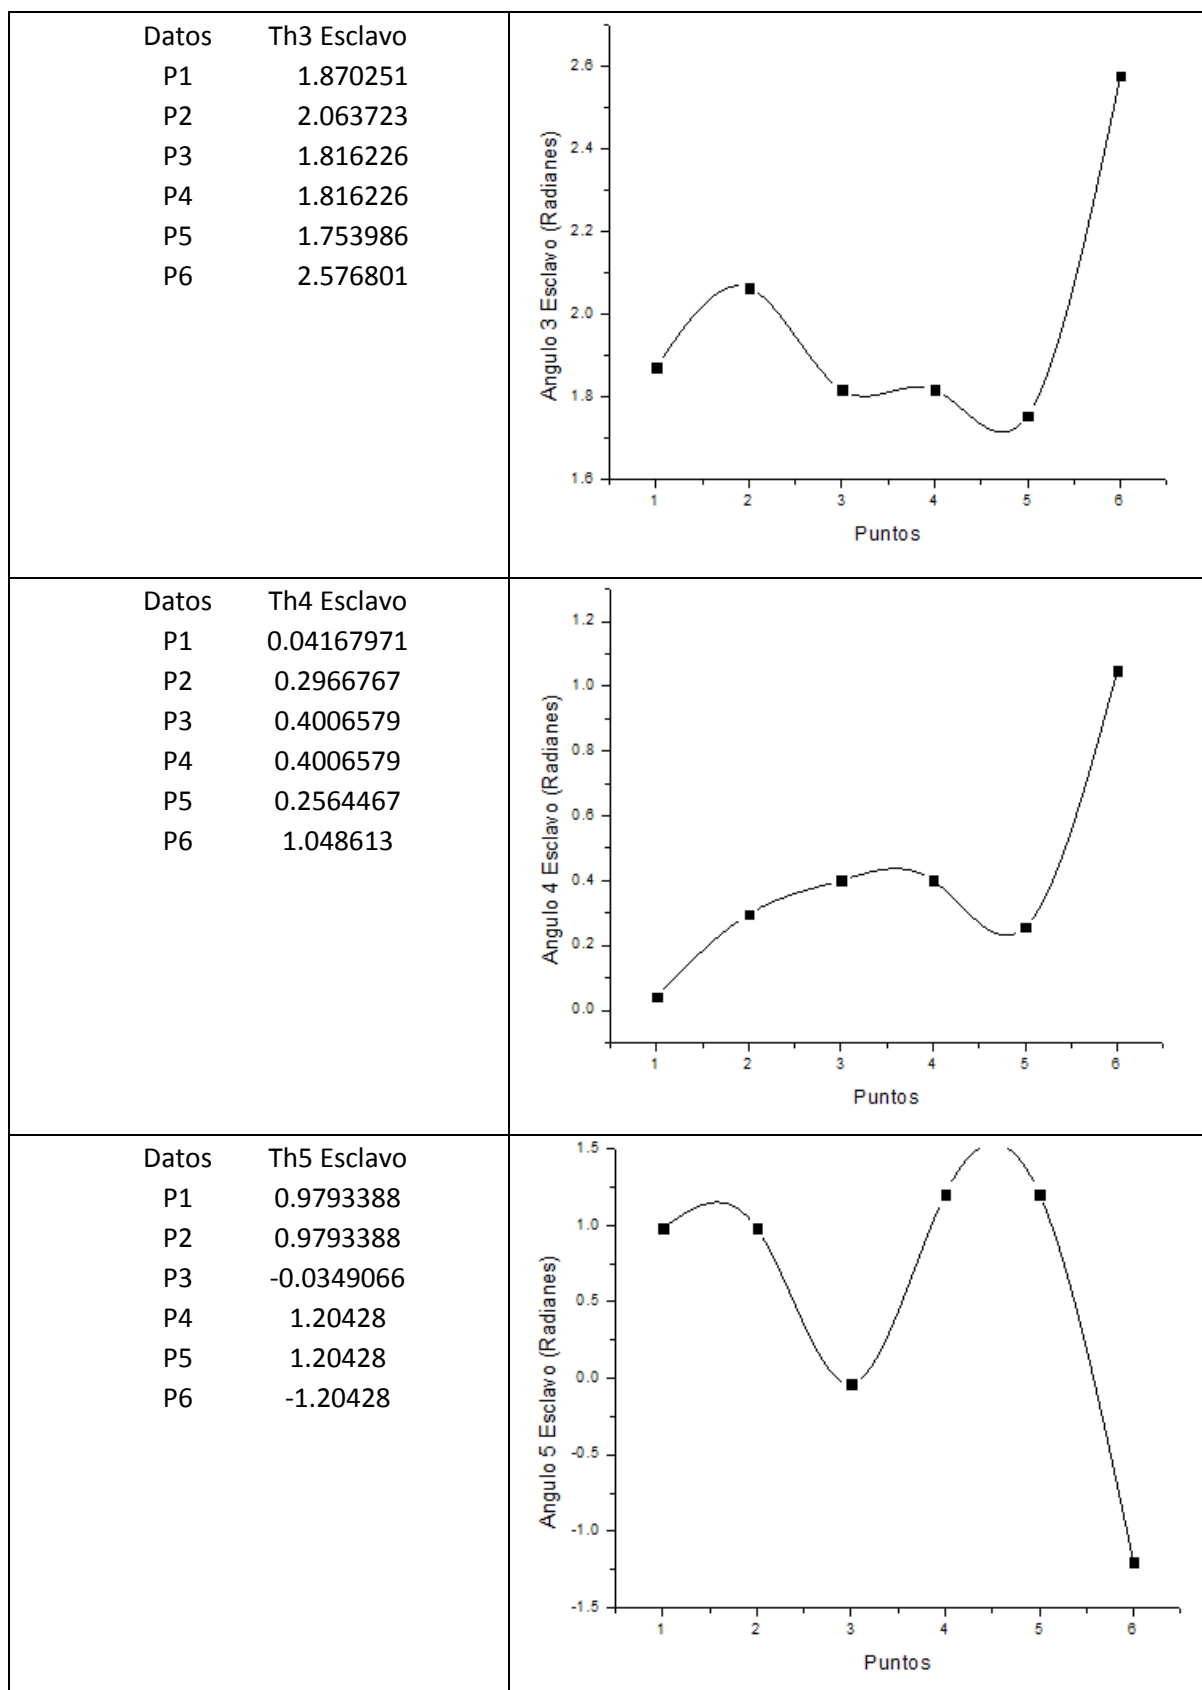 Datos Th3 Esclavo
P1 1.870251
P2 2.063723
P3 1.816226
P4 1.816226
P5 1.753986
P6 2.576801
Angulo 3 Esclavo (Radianes)
2.6
2.4
2.2
2.0
1.8
1.6
1 2 3 4 5 6
Puntos
Datos Th4 Esclavo
P1 0.04167971
P2 0.2966767
P3 0.4006579
P4 0.4006579
P5 0.2564467
P6 1.048613
Angulo 4 Esclavo (Radianes)
1.2
1.0
0.8
0.6
0.4
0.2
0.0
1 2 3 4 5 6
Puntos
Datos Th5 Esclavo
P1 0.9793388
P2 0.9793388
P3 -0.0349066
P4 1.20428
P5 1.20428
P6 -1.20428
Angulo 5 Esclavo (Radianes)
1.5
1.0
0.5
0.0
-0.5
-1.0
-1.5
1 2 3 4 5 6
Puntos